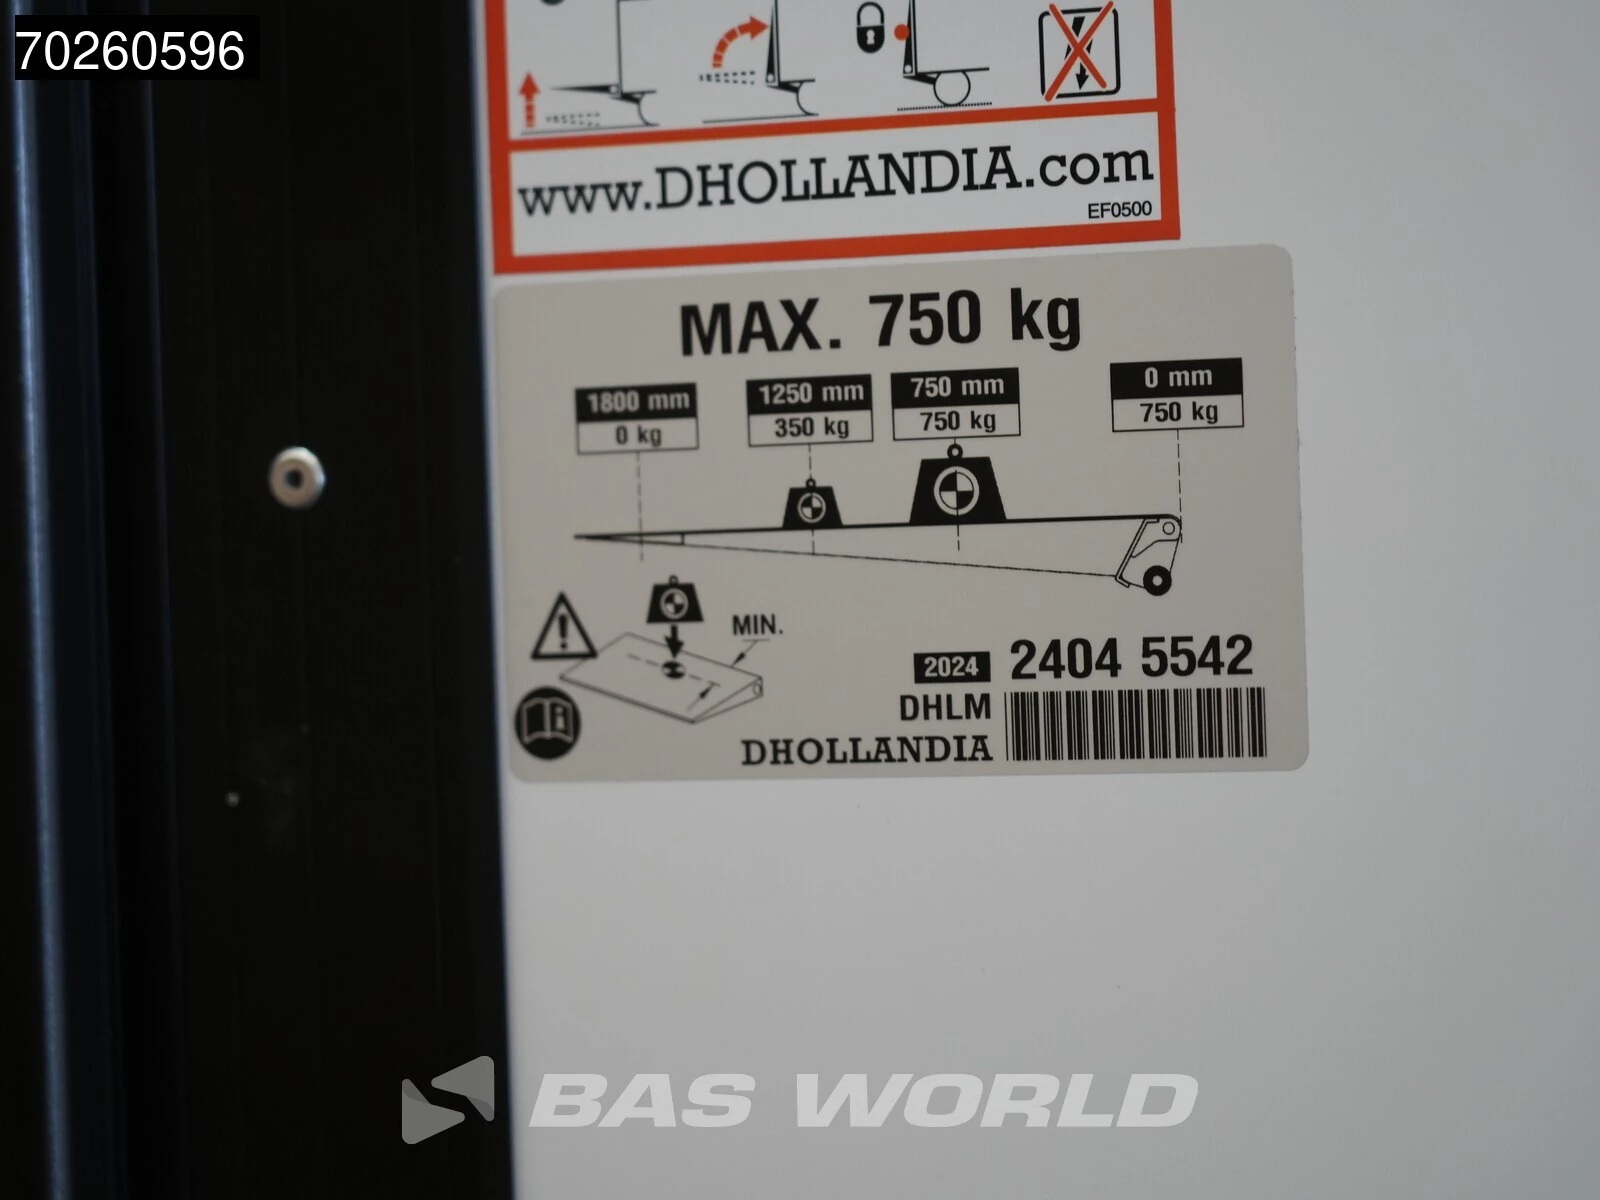 70260596
www.DHOLLANDIA.com
EF0500
MAX. 750 kg
1800 mm
0 kg
1250 mm
350 kg
750 mm
750 kg
0 mm
750 kg
MIN.
2024 2404 5542
DHLM
DHOLLANDIA
BAS WORLD